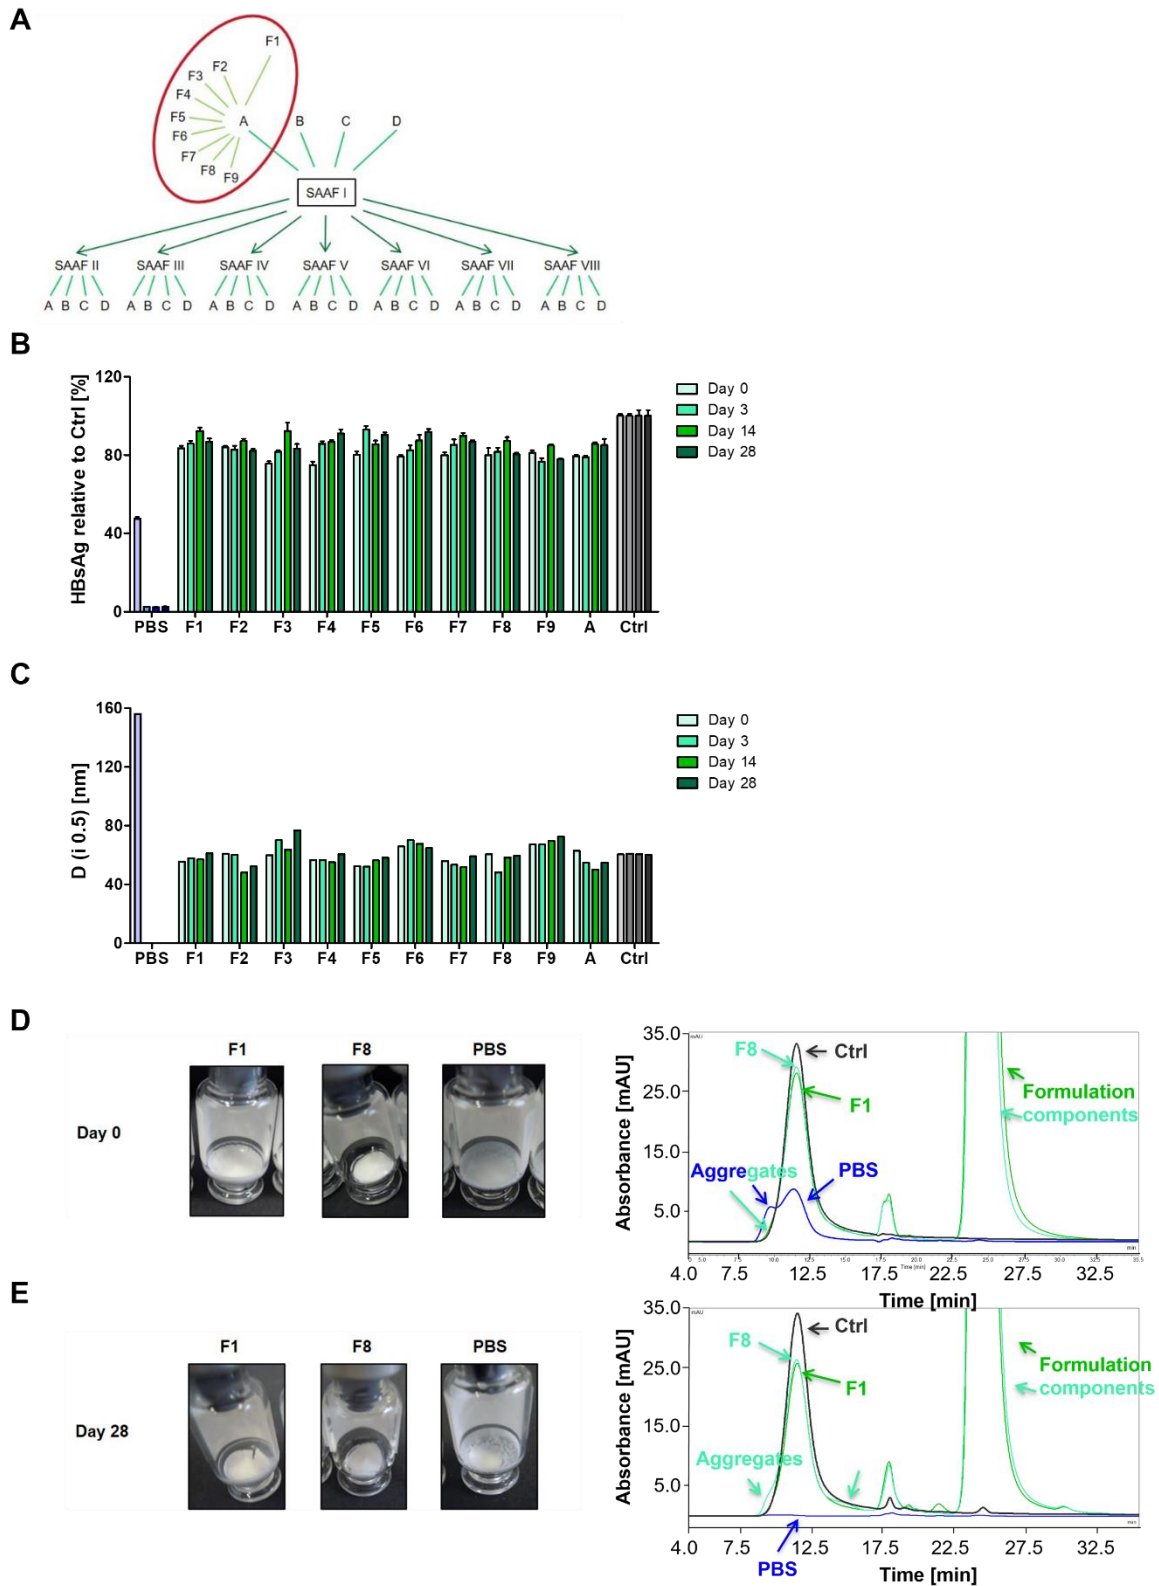 A
F1
F2
F3
F4
F5
F6
F7
F8
F9
A
B
C
D
SAAF I
SAAF II
SAAF III
SAAF IV
SAAF V
SAAF VI
SAAF VII
SAAF VIII
A B C D
A B C D
A B C D
A B C D
A B C D
A B C D
A B C D
B
HBsAg relative to Ctrl [%]
120
80
40
0
PBS F1 F2 F3 F4 F5 F6 F7 F8 F9 A Ctrl
Day 0
Day 3
Day 14
Day 28
C
D (i 0.5) [nm]
160
120
80
40
0
PBS F1 F2 F3 F4 F5 F6 F7 F8 F9 A Ctrl
Day 0
Day 3
Day 14
Day 28
D
F1 F8 PBS
Day 0
Absorbance [mAU]
35.0
25.0
15.0
5.0
mAU
F8
Ctrl
F1
Aggregates
PBS
Formulation
components
min
Time [min]
4.0 7.5 12.5 17.5 22.5 27.5 32.5
Time [min]
E
F1 F8 PBS
Day 28
Absorbance [mAU]
35.0
25.0
15.0
5.0
mAU
F8
Ctrl
F1
Aggregates
PBS
Formulation
components
min
4.0 7.5 12.5 17.5 22.5 27.5 32.5
Time [min]